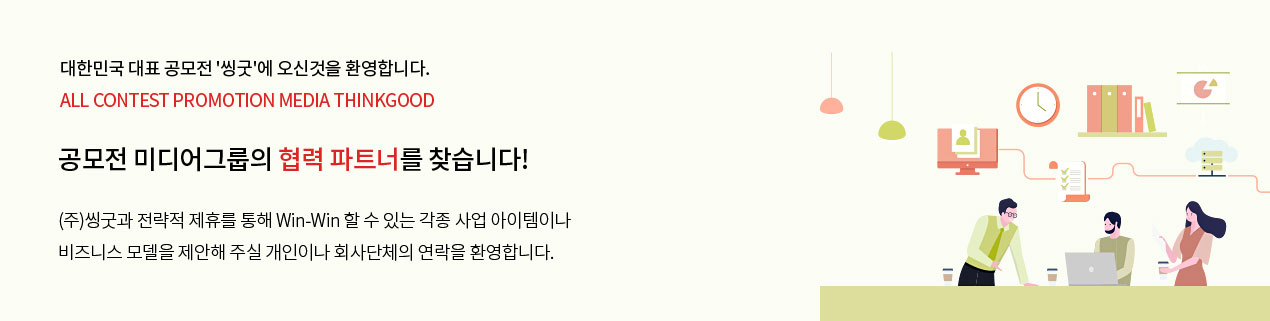 대한민국 대표 공모전 '씽굿'에 오신것을 환영합니다.
ALL CONTEST PROMOTION MEDIA THINKGOOD
공모전 미디어그룹의 협력 파트너를 찾습니다!
(주)씽굿과 전략적 제휴를 통해 Win-Win 할 수 있는 각종 사업 아이템이나
비즈니스 모델을 제안해 주실 개인이나 회사단체의 연락을 환영합니다.